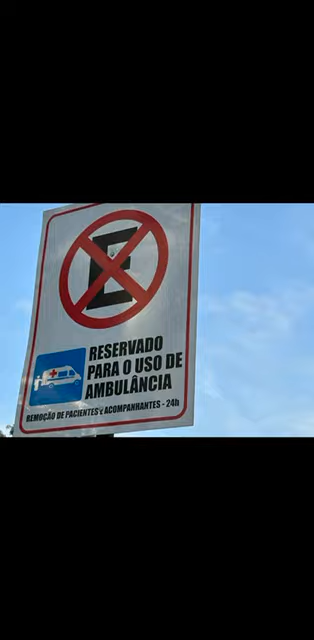 E
RESERVADO
PARA O USO DE
AMBULÂNCIA
REMOÇÃO DE PACIENTES E ACOMPANHANTES - 24h